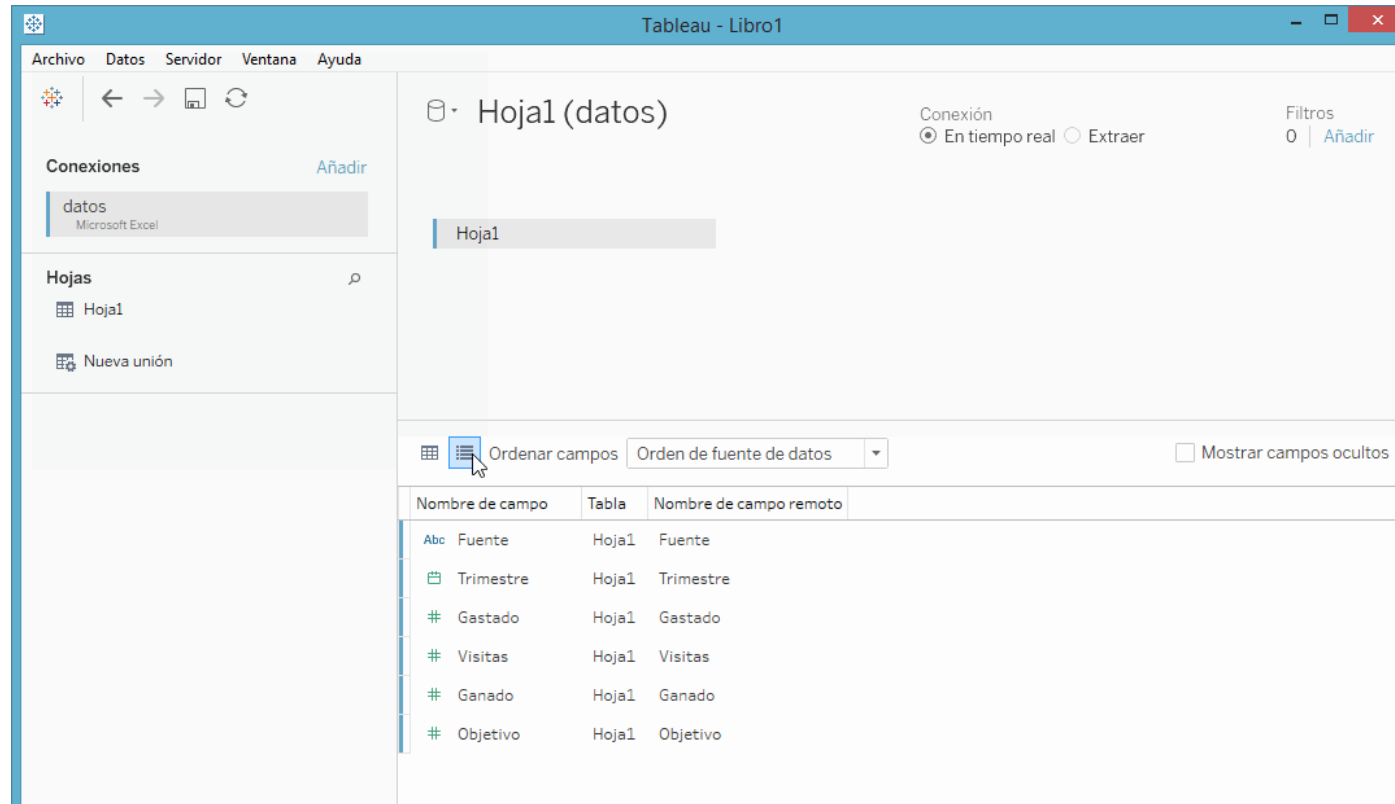 Tableau - Libro1
Archivo Datos Servidor Ventana Ayuda
Conexiones Añadir
datos
Microsoft Excel
Hojas
Hoja1
Nueva unión
Hoja1 (datos)
Conexión
En tiempo real Extraer
Filtros
0 Añadir
Hoja1
Ordenar campos Orden de fuente de datos Mostrar campos ocultos
Nombre de campo Tabla Nombre de campo remoto
Abc Fuente Hoja1 Fuente
Trimestre Hoja1 Trimestre
# Gastado Hoja1 Gastado
# Visitas Hoja1 Visitas
# Ganado Hoja1 Ganado
# Objetivo Hoja1 Objetivo